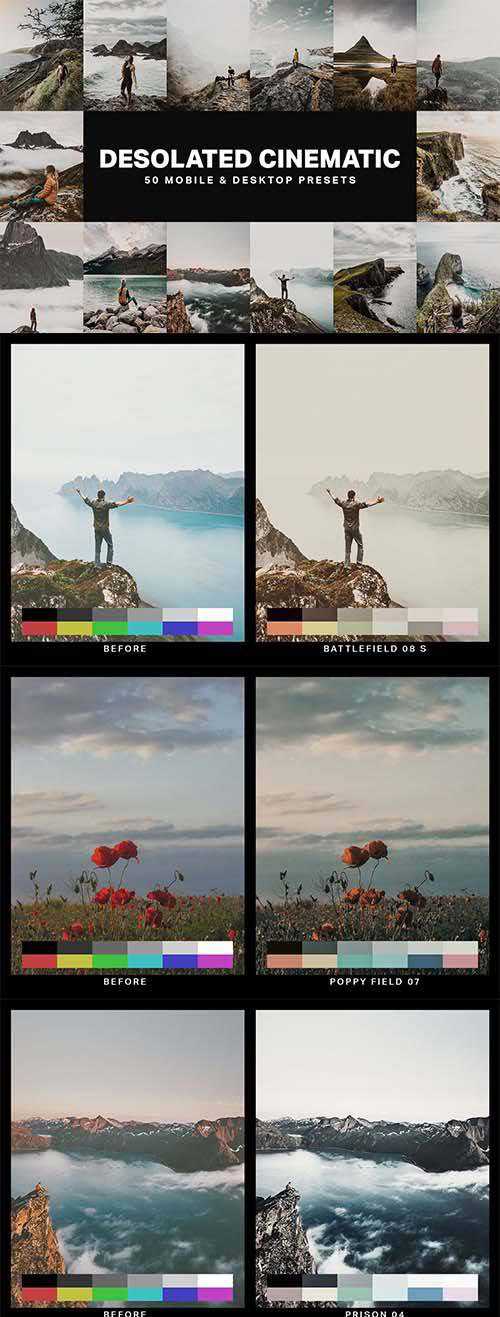 DESOLATED CINEMATIC
50 MOBILE & DESKTOP PRESETS
BEFORE
BATTLEFIELD 08 S
BEFORE
POPPY FIELD 07
BEFORE
PRISON 04